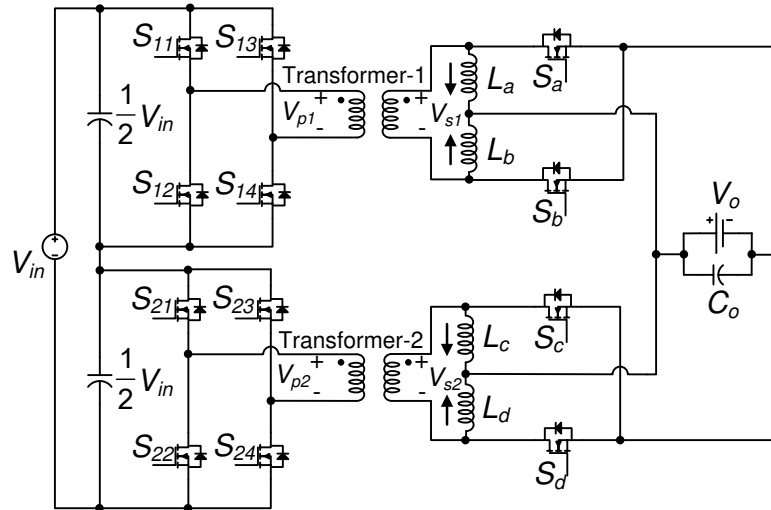 S11 S13
Transformer-1
+ + La
Vp1 Vs1
- -
1/2 Vin
Sa
Lb
S12 S14
Sb
Vo
+ -
Vin
+
-
Co
S21 S23
Transformer-2
+ + Lc
Vp2 Vs2
- -
1/2 Vin
Sc
Ld
S22 S24
Sd